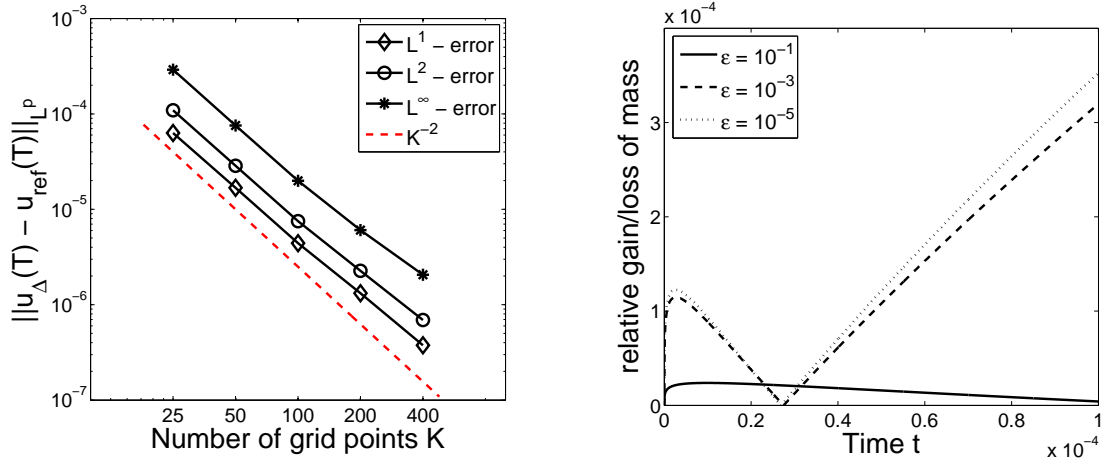 10^-3
10^-4
10^-5
10^-6
10^-7
||u_Δ(T) − u_ref(T)||_L^p
L^1 − error
L^2 − error
L^∞ − error
K^-2
25 50 100 200 400
Number of grid points K
x 10^-4
4
2
0
relative gain/loss of mass
ε = 10^-1
ε = 10^-3
ε = 10^-5
0 0.2 0.4 0.6 0.8 1
Time t
x 10^-4